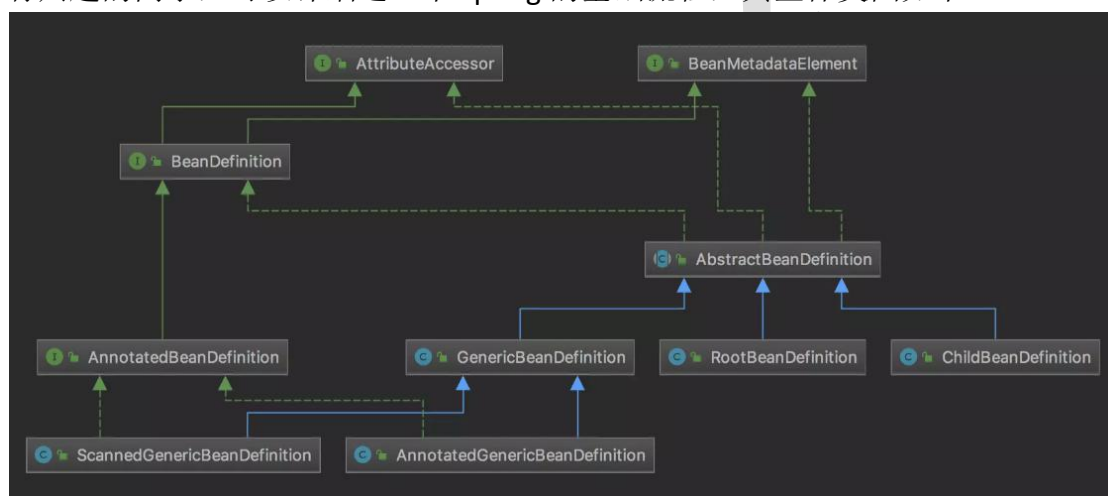 AttributeAccessor
BeanMetadataElement
BeanDefinition
AbstractBeanDefinition
AnnotatedBeanDefinition
GenericBeanDefinition
RootBeanDefinition
ChildBeanDefinition
ScannedGenericBeanDefinition
AnnotatedGenericBeanDefinition